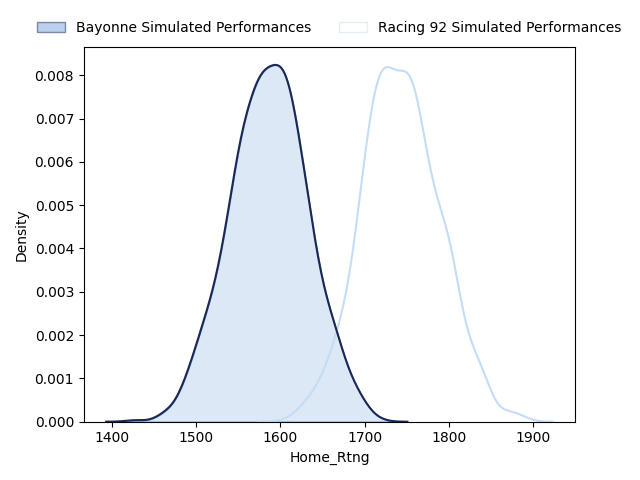 Bayonne Simulated Performances
Racing 92 Simulated Performances
0.008
0.007
0.006
0.005
0.004
0.003
0.002
0.001
0.000
Density
1400 1500 1600 1700 1800 1900
Home_Rtng